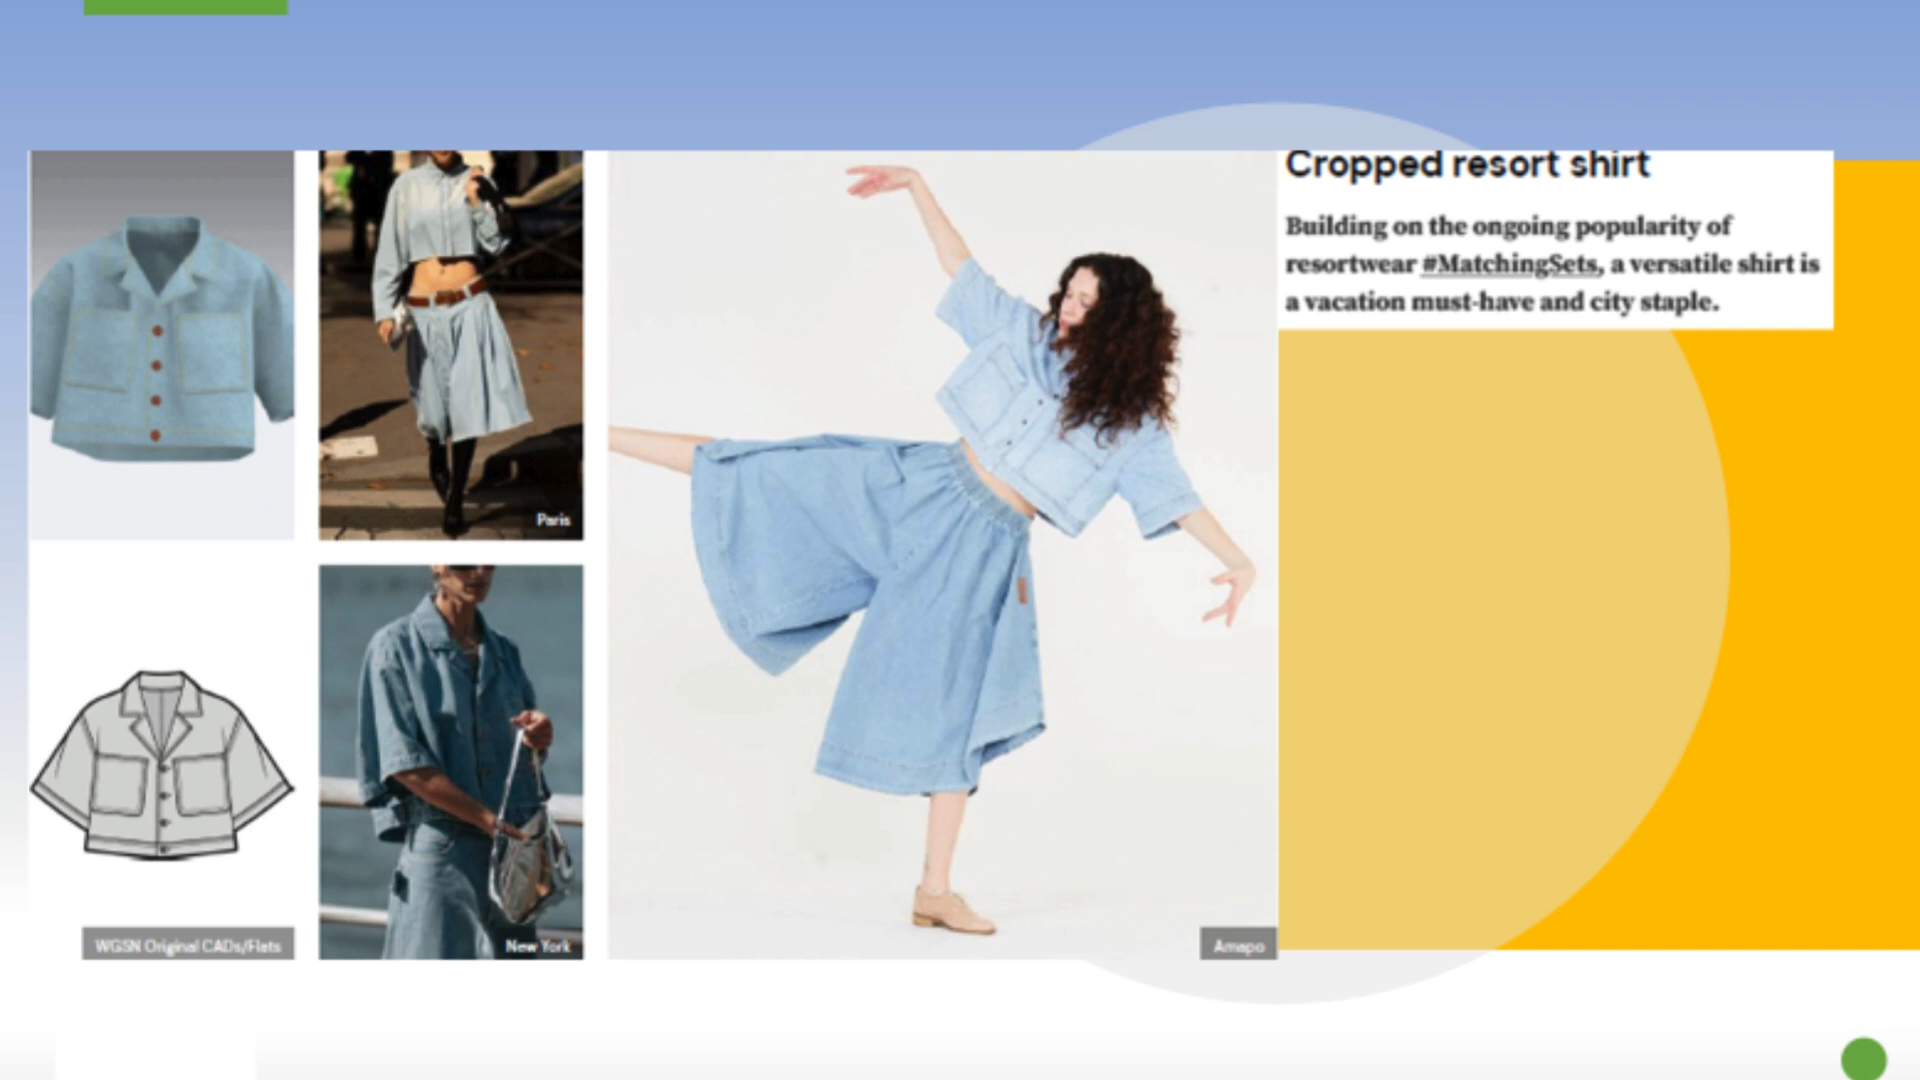 Cropped resort shirt
Building on the ongoing popularity of
resortwear #MatchingSets, a versatile shirt is
a vacation must-have and city staple.
Paris
WGSN Original CADs/Flats
New York
Amapo